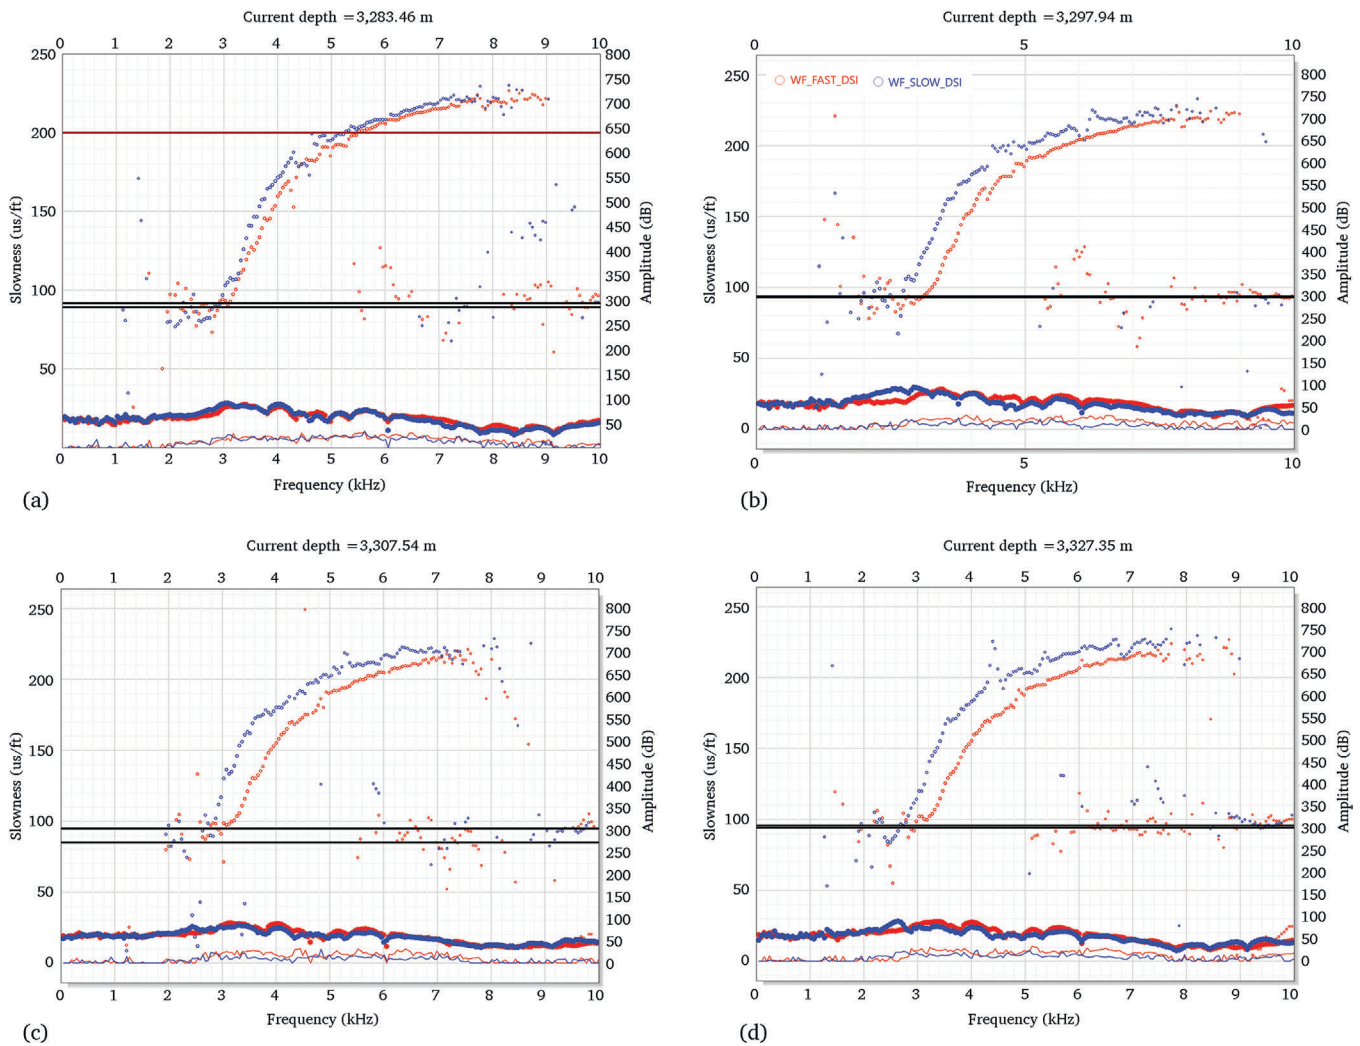 Current depth =3,283.46 m
0 1 2 3 4 5 6 7 8 9 10
250 200 150 100 50
Slowness (us/ft)
800 750 700 650 600 550 500 450 400 350 300 250 200 150 100 50
Amplitude (dB)
0 1 2 3 4 5 6 7 8 9 10
Frequency (kHz)
(a)
Current depth =3,297.94 m
0 5 10
WF_FAST_DSI WF_SLOW_DSI
250 200 150 100 50 0
Slowness (us/ft)
800 750 700 650 600 550 500 450 400 350 300 250 200 150 100 50 0
Amplitude (dB)
0 5 10
Frequency (kHz)
(b)
Current depth =3,307.54 m
0 1 2 3 4 5 6 7 8 9 10
250 200 150 100 50 0
Slowness (us/ft)
800 750 700 650 600 550 500 450 400 350 300 250 200 150 100 50 0
Amplitude (dB)
0 1 2 3 4 5 6 7 8 9 10
Frequency (kHz)
(c)
Current depth =3,327.35 m
0 1 2 3 4 5 6 7 8 9 10
250 200 150 100 50 0
Slowness (us/ft)
800 750 700 650 600 550 500 450 400 350 300 250 200 150 100 50 0
Amplitude (dB)
0 1 2 3 4 5 6 7 8 9 10
Frequency (kHz)
(d)